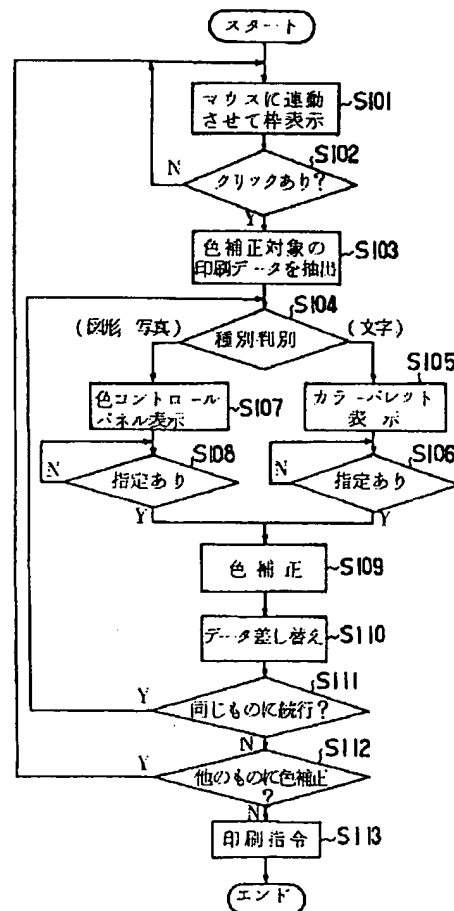 スタート
マウスに連動
させて枠表示
S101
S102
N
クリックあり?
Y
色補正対象の
印刷データを抽出
S103
S104
(図形, 写真)
種別判別
(文字)
S105
色コントロール
パネル表示
S107
カラーパレット
表示
S108
S106
N
指定あり
N
指定あり
Y
Y
色補正
S109
データ差し替え
S110
S111
Y
同じものに続行?
N
S112
Y
他のものに色補正
?
N
印刷指令
S113
エンド